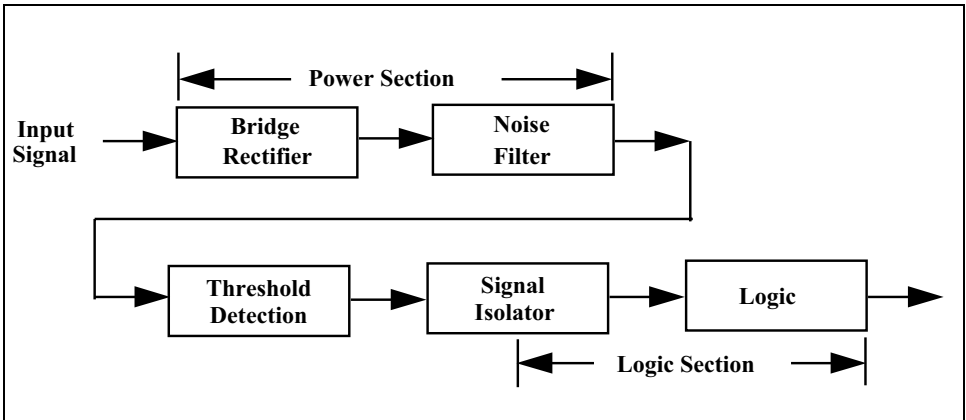 Power Section
Input
Signal
Bridge
Rectifier
Noise
Filter
Threshold
Detection
Signal
Isolator
Logic
Logic Section